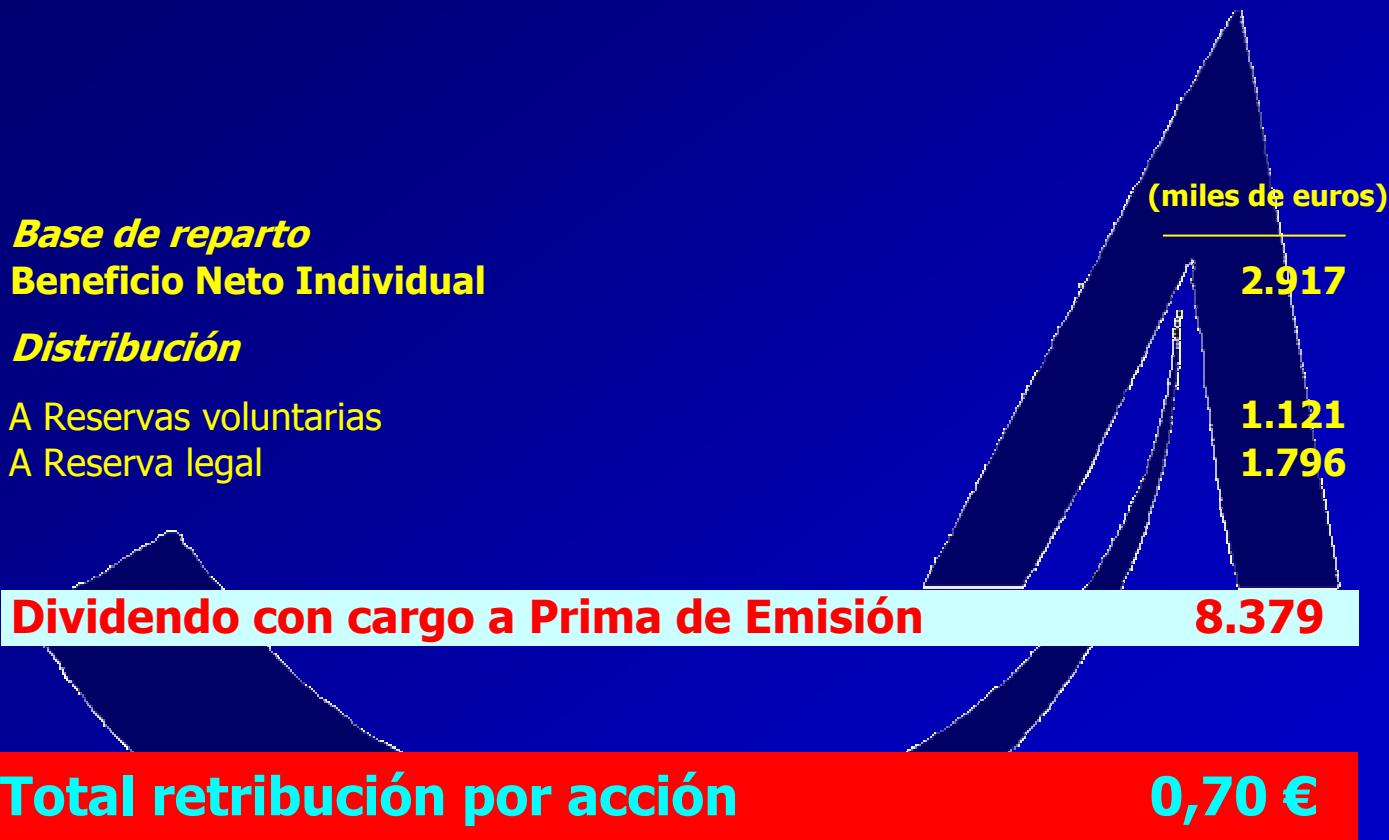 (miles de euros)
Base de reparto
Beneficio Neto Individual 2.917
Distribución
A Reservas voluntarias 1.121
A Reserva legal 1.796
Dividendo con cargo a Prima de Emisión 8.379
Total retribución por acción 0,70 €